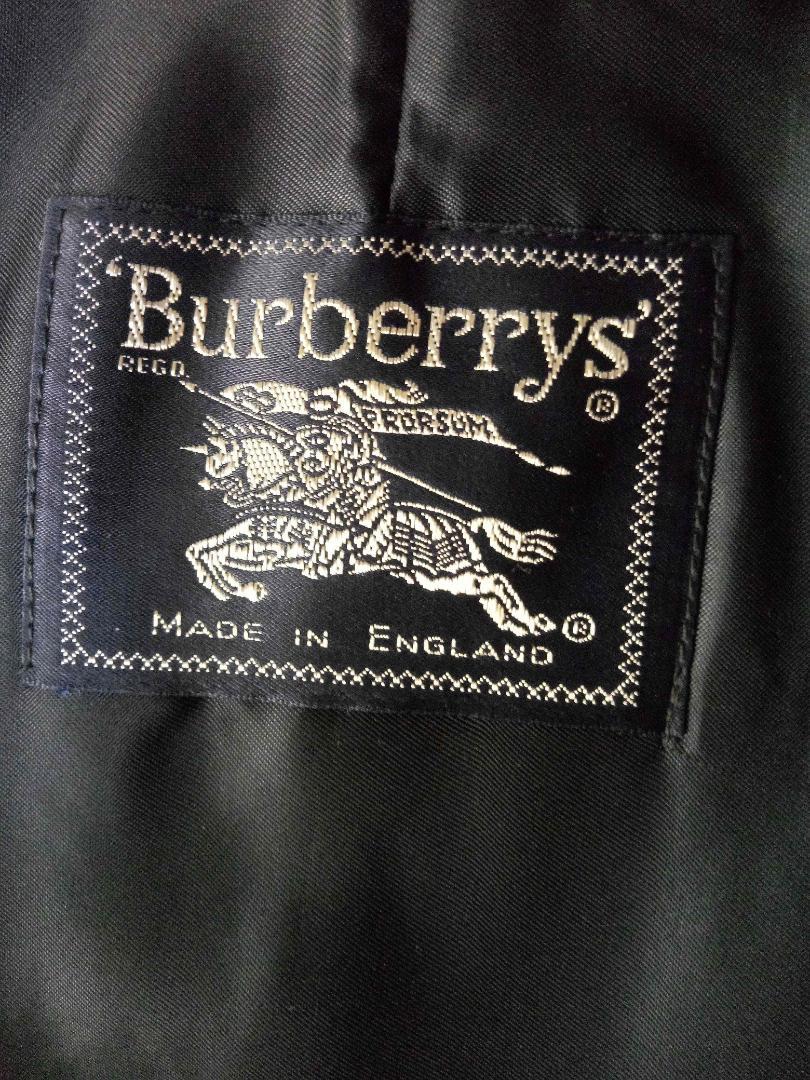 'Burberrys'
REGD. ®
PRORSUM
MADE IN ENGLAND ®